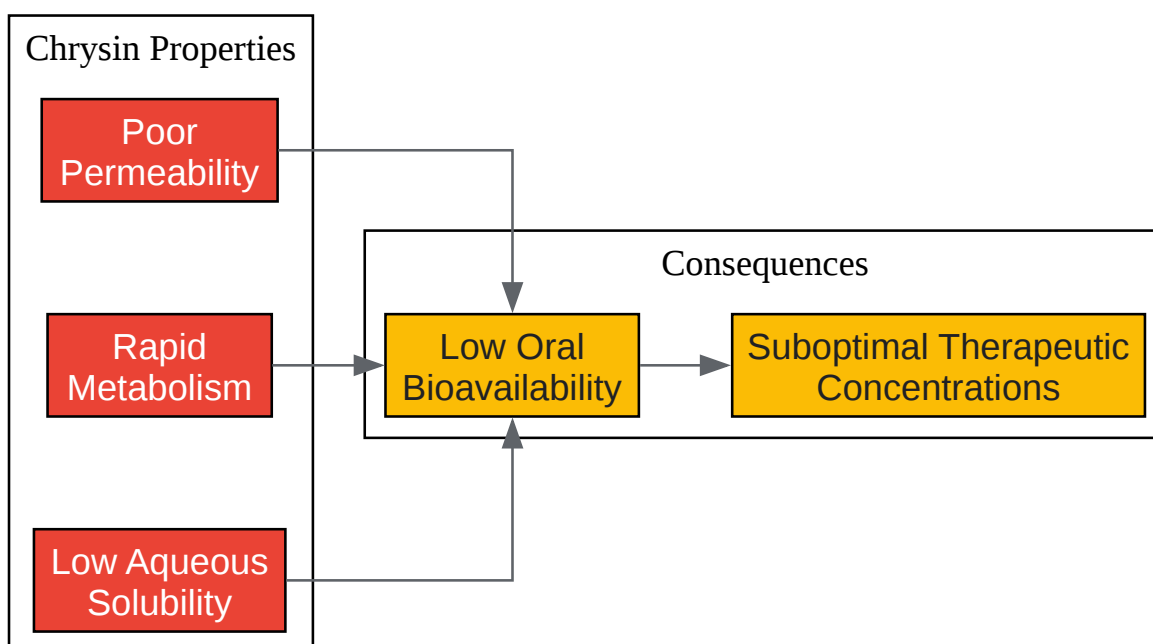 Chrysin Properties
Poor
Permeability
Rapid
Metabolism
Low Aqueous
Solubility
Consequences
Low Oral
Bioavailability
Suboptimal Therapeutic
Concentrations